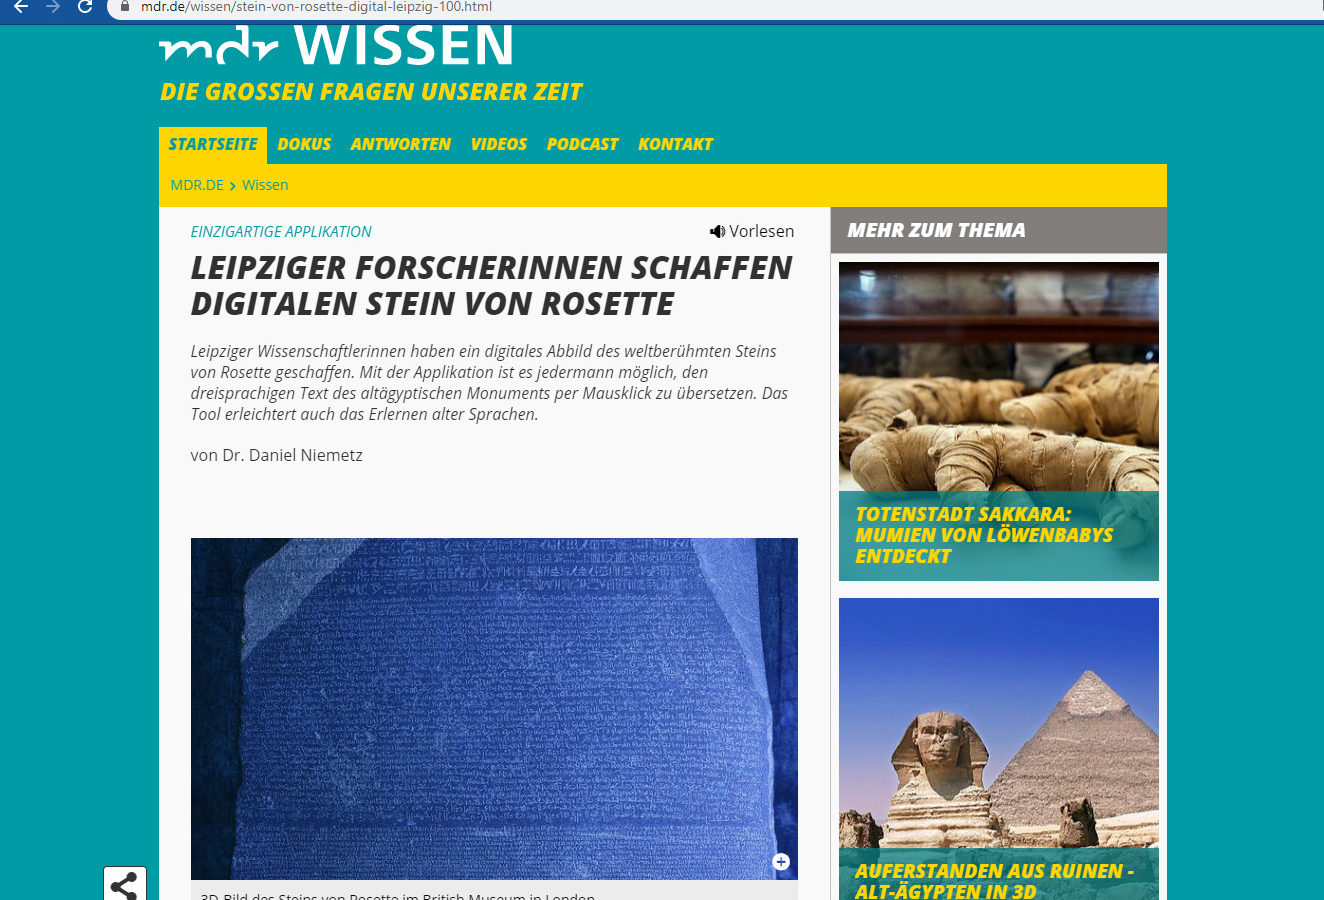 mdr.de/wissen/stein-von-rosette-digital-leipzig-100.html
mdr WISSEN
DIE GROSSEN FRAGEN UNSERER ZEIT
STARTSEITE DOKUS ANTWORTEN VIDEOS PODCAST KONTAKT
MDR.DE > Wissen
EINZIGARTIGE APPLIKATION
Vorlesen
LEIPZIGER FORSCHERINNEN SCHAFFEN
DIGITALEN STEIN VON ROSETTE
Leipziger Wissenschaftlerinnen haben ein digitales Abbild des weltberühmten Steins
von Rosette geschaffen. Mit der Applikation ist es jedermann möglich, den
dreisprachigen Text des altägyptischen Monuments per Mausklick zu übersetzen. Das
Tool erleichtert auch das Erlernen alter Sprachen.
von Dr. Daniel Niemetz
3D-Bild des Steins von Rosette im British Museum in London
MEHR ZUM THEMA
TOTENSTADT SAKKARA:
MUMIEN VON LÖWENBABYS
ENTDECKT
AUFERSTANDEN AUS RUINEN -
ALT-ÄGYPTEN IN 3D